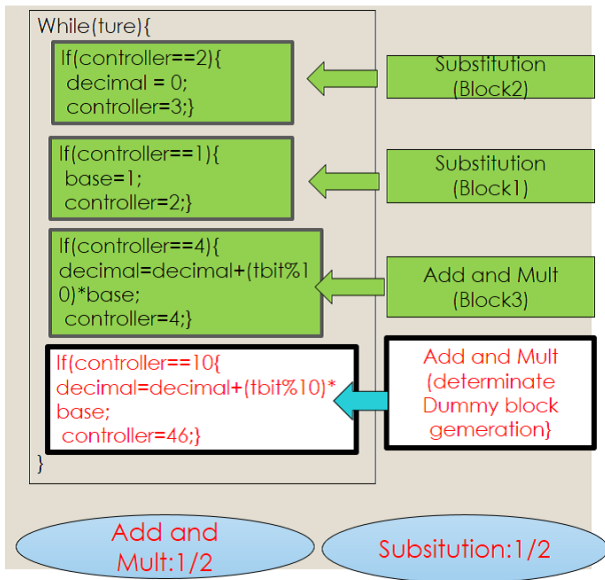 While(ture){
If(controller==2){
decimal = 0;
controller=3;}
Substitution
(Block2)
If(controller==1){
base=1;
controller=2;}
Substitution
(Block1)
If(controller==4){
decimal=decimal+(tbit%1
0)*base;
controller=4;}
Add and Mult
(Block3)
If(controller==10{
decimal=decimal+(tbit%10)*
base;
controller=46;}
Add and Mult
(determinate
Dummy block
gemeration}
}
Add and
Mult:1/2
Subsitution:1/2